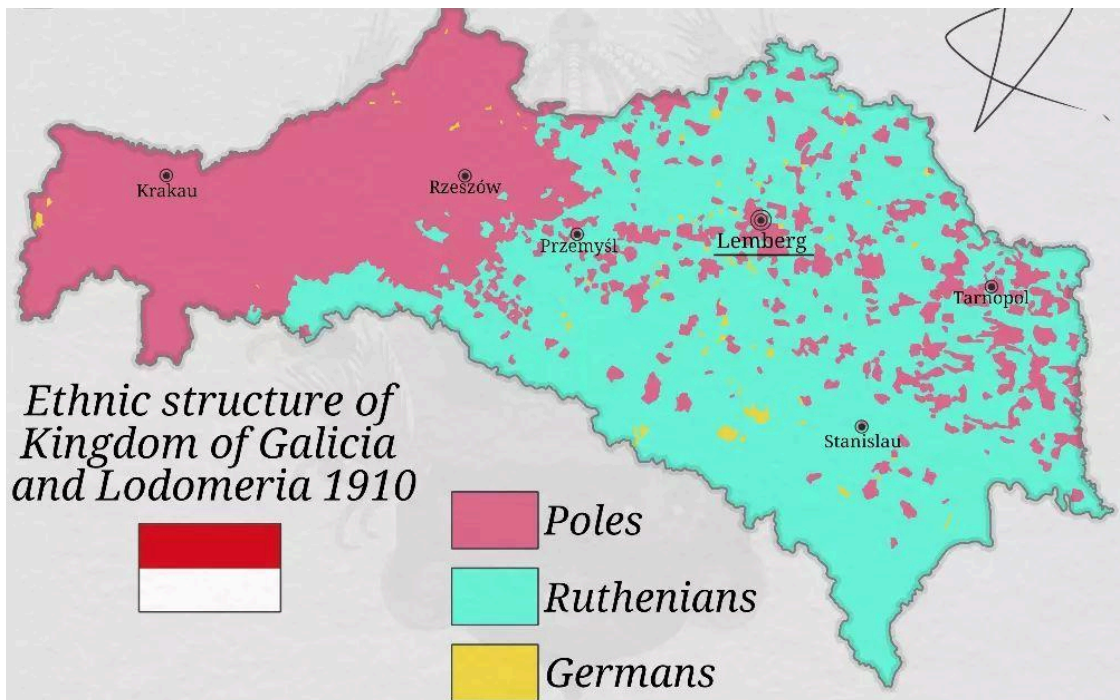 Krakau
Rzeszów
Przemyśl
Lemberg
Tarnopol
Stanislau
Ethnic structure of
Kingdom of Galicia
and Lodomeria 1910
Poles
Ruthenians
Germans